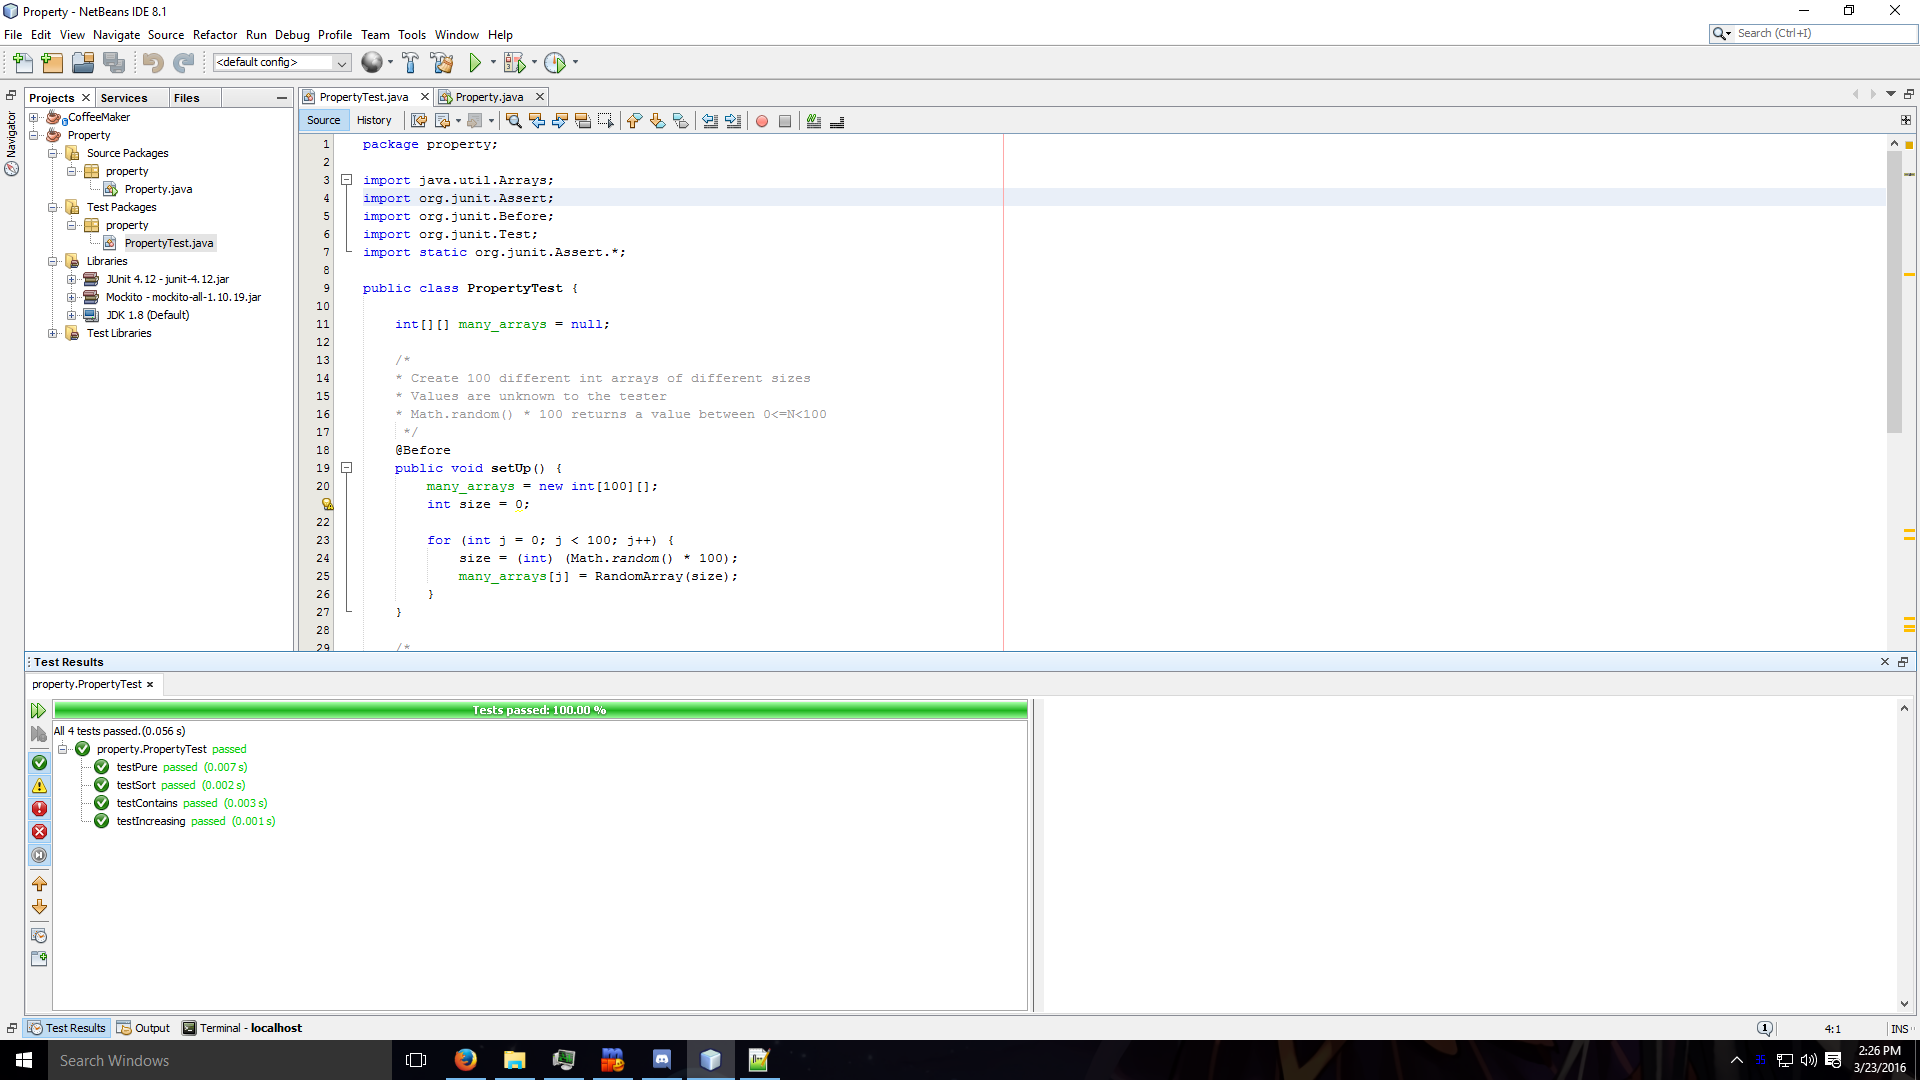 Property - NetBeans IDE 8.1
File Edit View Navigate Source Refactor Run Debug Profile Team Tools Window Help
Search (Ctrl+I)
<default config>
Navigator
Projects Services Files
CoffeeMaker
Property
Source Packages
property
Property.java
Test Packages
property
PropertyTest.java
Libraries
JUnit 4.12 - junit-4.12.jar
Mockito - mockito-all-1.10.19.jar
JDK 1.8 (Default)
Test Libraries
PropertyTest.java Property.java
Source History
1 package property;
2
3 import java.util.Arrays;
4 import org.junit.Assert;
5 import org.junit.Before;
6 import org.junit.Test;
7 import static org.junit.Assert.*;
8
9 public class PropertyTest {
10
11 int[][] many_arrays = null;
12
13 /*
14 * Create 100 different int arrays of different sizes
15 * Values are unknown to the tester
16 * Math.random() * 100 returns a value between 0<=N<100
17 */
18 @Before
19 public void setUp() {
20 many_arrays = new int[100][];
int size = 0;
22
23 for (int j = 0; j < 100; j++) {
24 size = (int) (Math.random() * 100);
25 many_arrays[j] = RandomArray(size);
26 }
27 }
28
29 /*
Test Results
property.PropertyTest
Tests passed: 100.00 %
All 4 tests passed.(0.056 s)
property.PropertyTest passed
testPure passed (0.007 s)
testSort passed (0.002 s)
testContains passed (0.003 s)
testIncreasing passed (0.001 s)
Test Results Output Terminal - localhost
1 4:1 INS
Search Windows
35
2:26 PM
3/23/2016